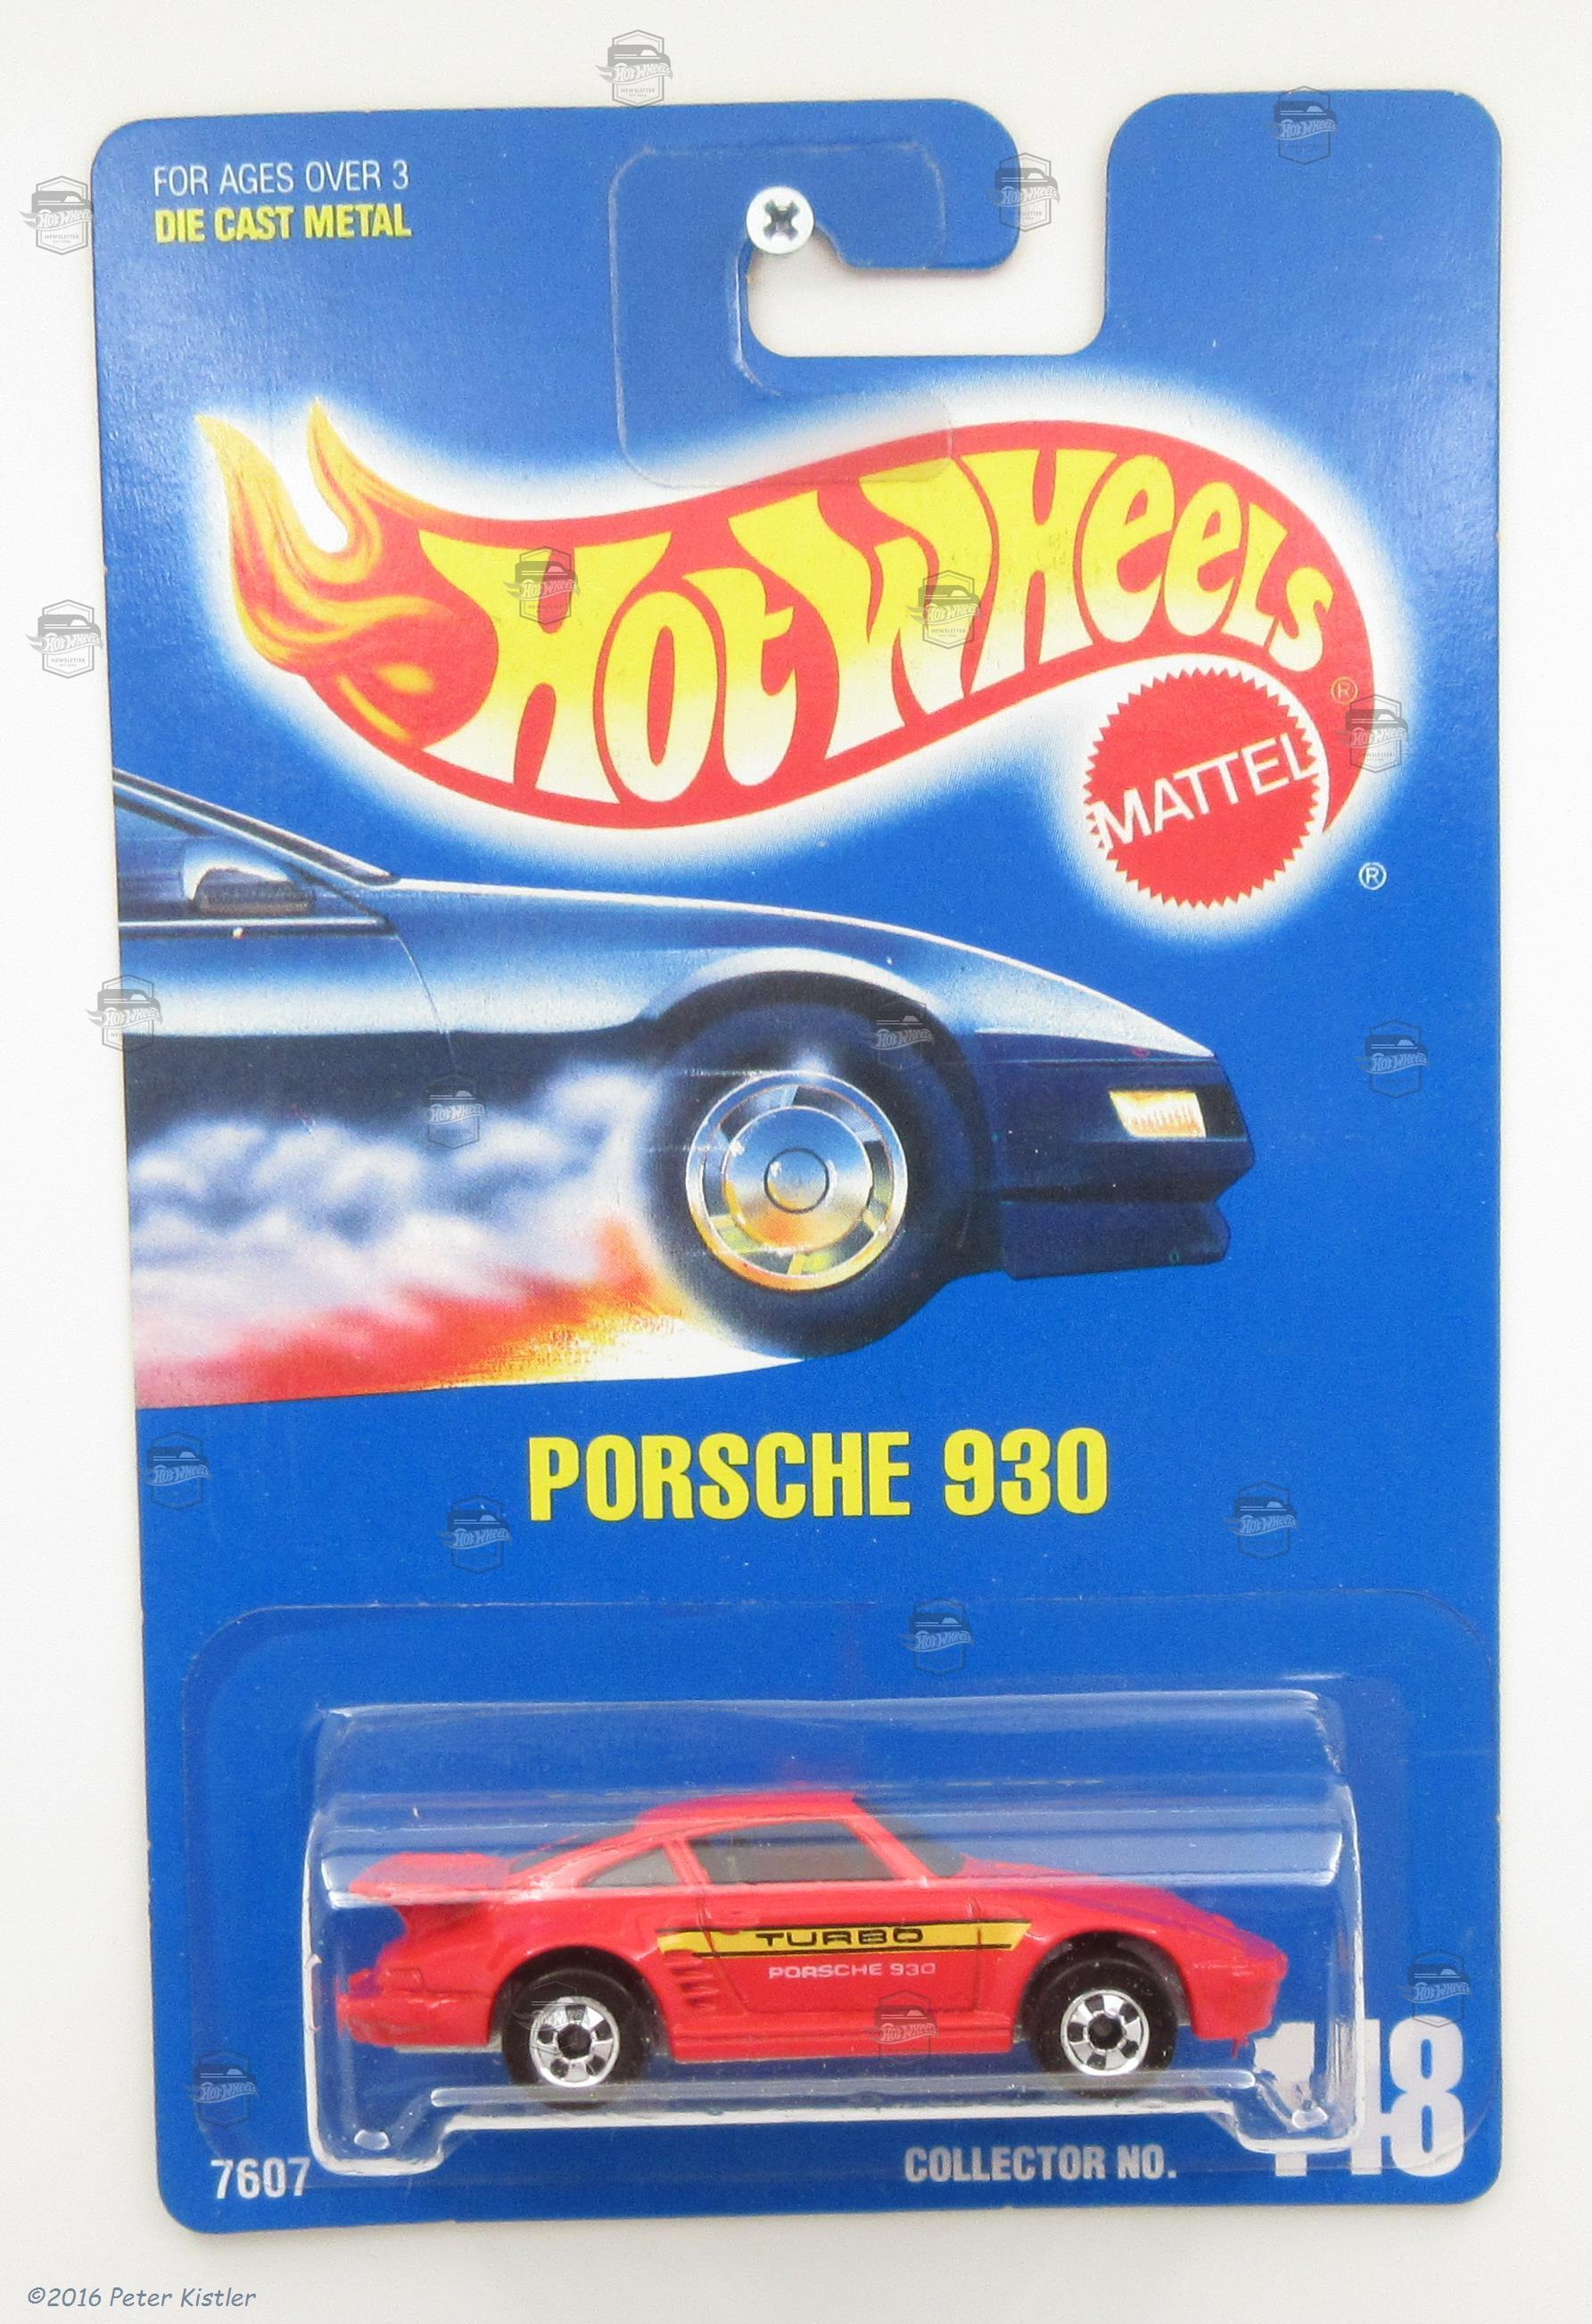 FOR AGES OVER 3
DIE CAST METAL
HOT WHEELS
®
MATTEL
®
PORSCHE 930
TURBO
PORSCHE 930
7607
COLLECTOR NO.
148
©2016 Peter Kistler